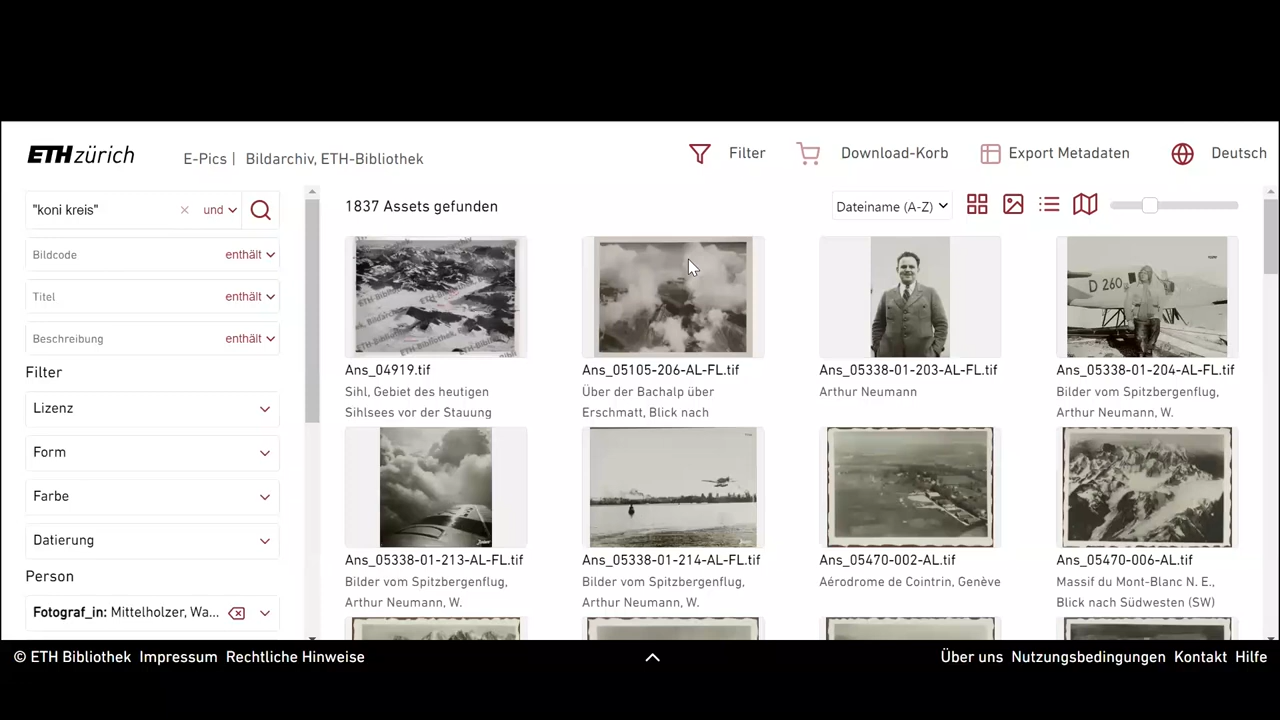 ETH zürich
E-Pics | Bildarchiv, ETH-Bibliothek
Filter
Download-Korb
Export Metadaten
Deutsch
"koni kreis"
und
Bildcode
enthält
Titel
enthält
Beschreibung
enthält
Filter
Lizenz
Form
Farbe
Datierung
Person
Fotograf_in: Mittelholzer, Wa...
1837 Assets gefunden
Dateiname (A-Z)
Ans_04919.tif
Sihl, Gebiet des heutigen
Sihlsees vor der Stauung
Ans_05105-206-AL-FL.tif
Über der Bachalp über
Erschmatt, Blick nach
Ans_05338-01-203-AL-FL.tif
Arthur Neumann
D 260
Ans_05338-01-204-AL-FL.tif
Bilder vom Spitzbergenflug,
Arthur Neumann, W.
Ans_05338-01-213-AL-FL.tif
Bilder vom Spitzbergenflug,
Arthur Neumann, W.
Ans_05338-01-214-AL-FL.tif
Bilder vom Spitzbergenflug,
Arthur Neumann, W.
Ans_05470-002-AL.tif
Aérodrome de Cointrin, Genève
Ans_05470-006-AL.tif
Massif du Mont-Blanc N. E.,
Blick nach Südwesten (SW)
© ETH Bibliothek Impressum Rechtliche Hinweise
Über uns Nutzungsbedingungen Kontakt Hilfe